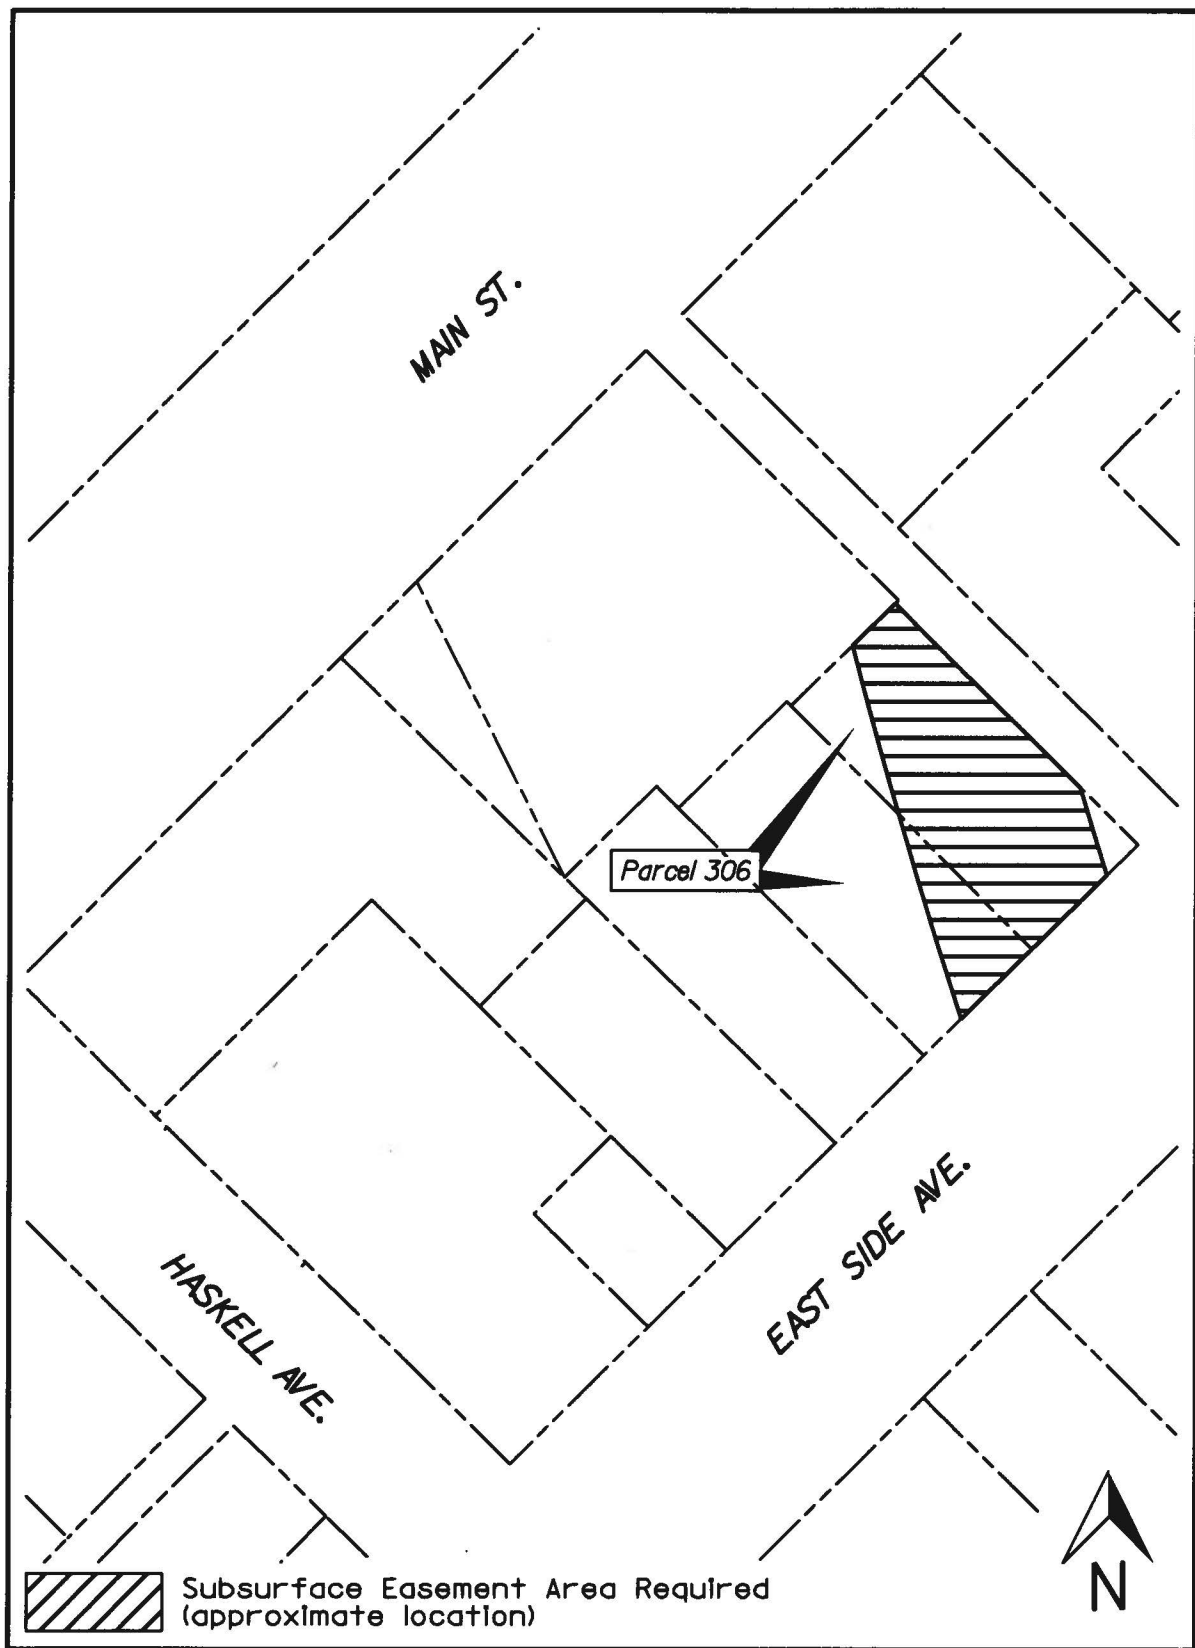 MAIN ST.
Parcel 306
HASKELL AVE.
EAST SIDE AVE.
N
Subsurface Easement Area Required
(approximate location)